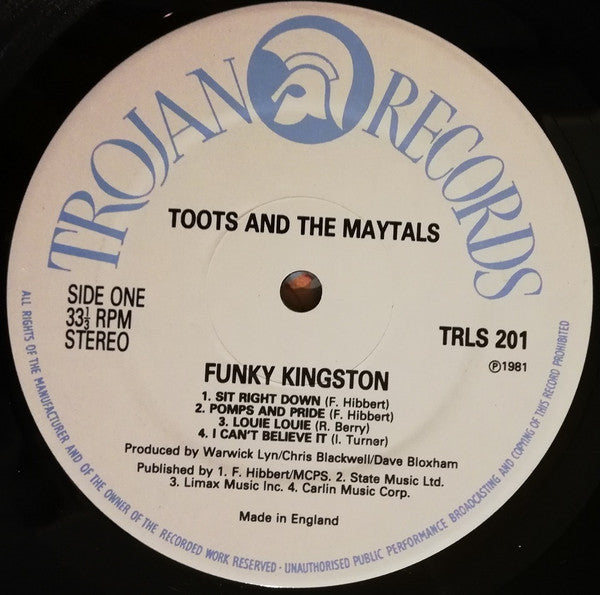 TROJAN RECORDS
TOOTS AND THE MAYTALS
SIDE ONE
33⅓ RPM
STEREO
TRLS 201
℗1981
FUNKY KINGSTON
1. SIT RIGHT DOWN (F. Hibbert)
2. POMPS AND PRIDE (F. Hibbert)
3. LOUIE LOUIE (R. Berry)
4. I CAN'T BELIEVE IT (I. Turner)
Produced by Warwick Lyn/Chris Blackwell/Dave Bloxham
Published by 1. F. Hibbert/MCPS. 2. State Music Ltd.
3. Limax Music Inc. 4. Carlin Music Corp.
Made in England
ALL RIGHTS OF THE MANUFACTURER AND OF THE OWNER OF THE RECORDED WORK RESERVED - UNAUTHORISED PUBLIC PERFORMANCE BROADCASTING AND COPYING OF THIS RECORD PROHIBITED